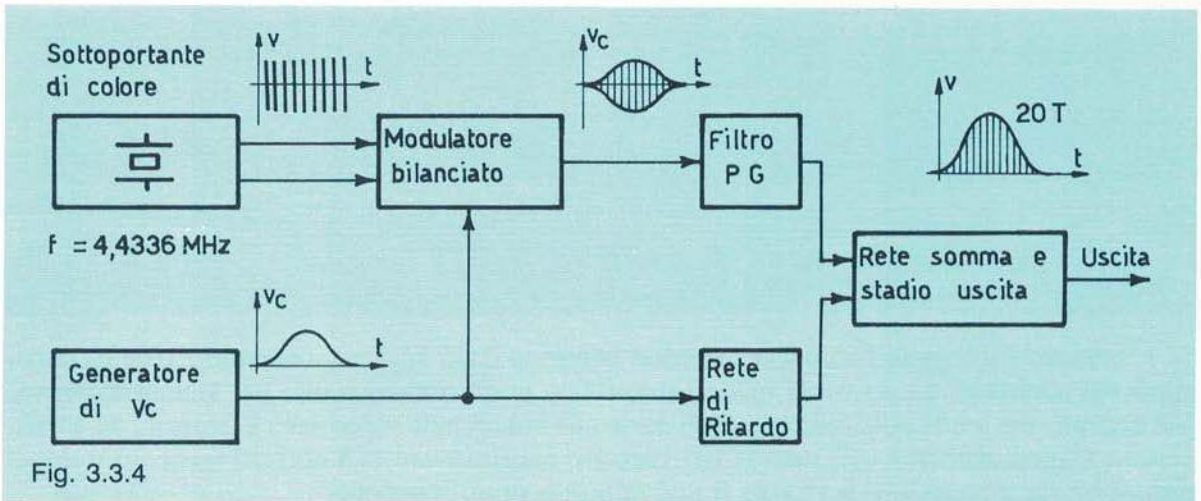 Sottoportante
di colore
v
t
Vc
t
v
20 T
t
Modulatore
bilanciato
Filtro
P G
f = 4,4336 MHz
Rete somma e
stadio uscita
Uscita
Vc
t
Generatore
di Vc
Rete
di
Ritardo
Fig. 3.3.4